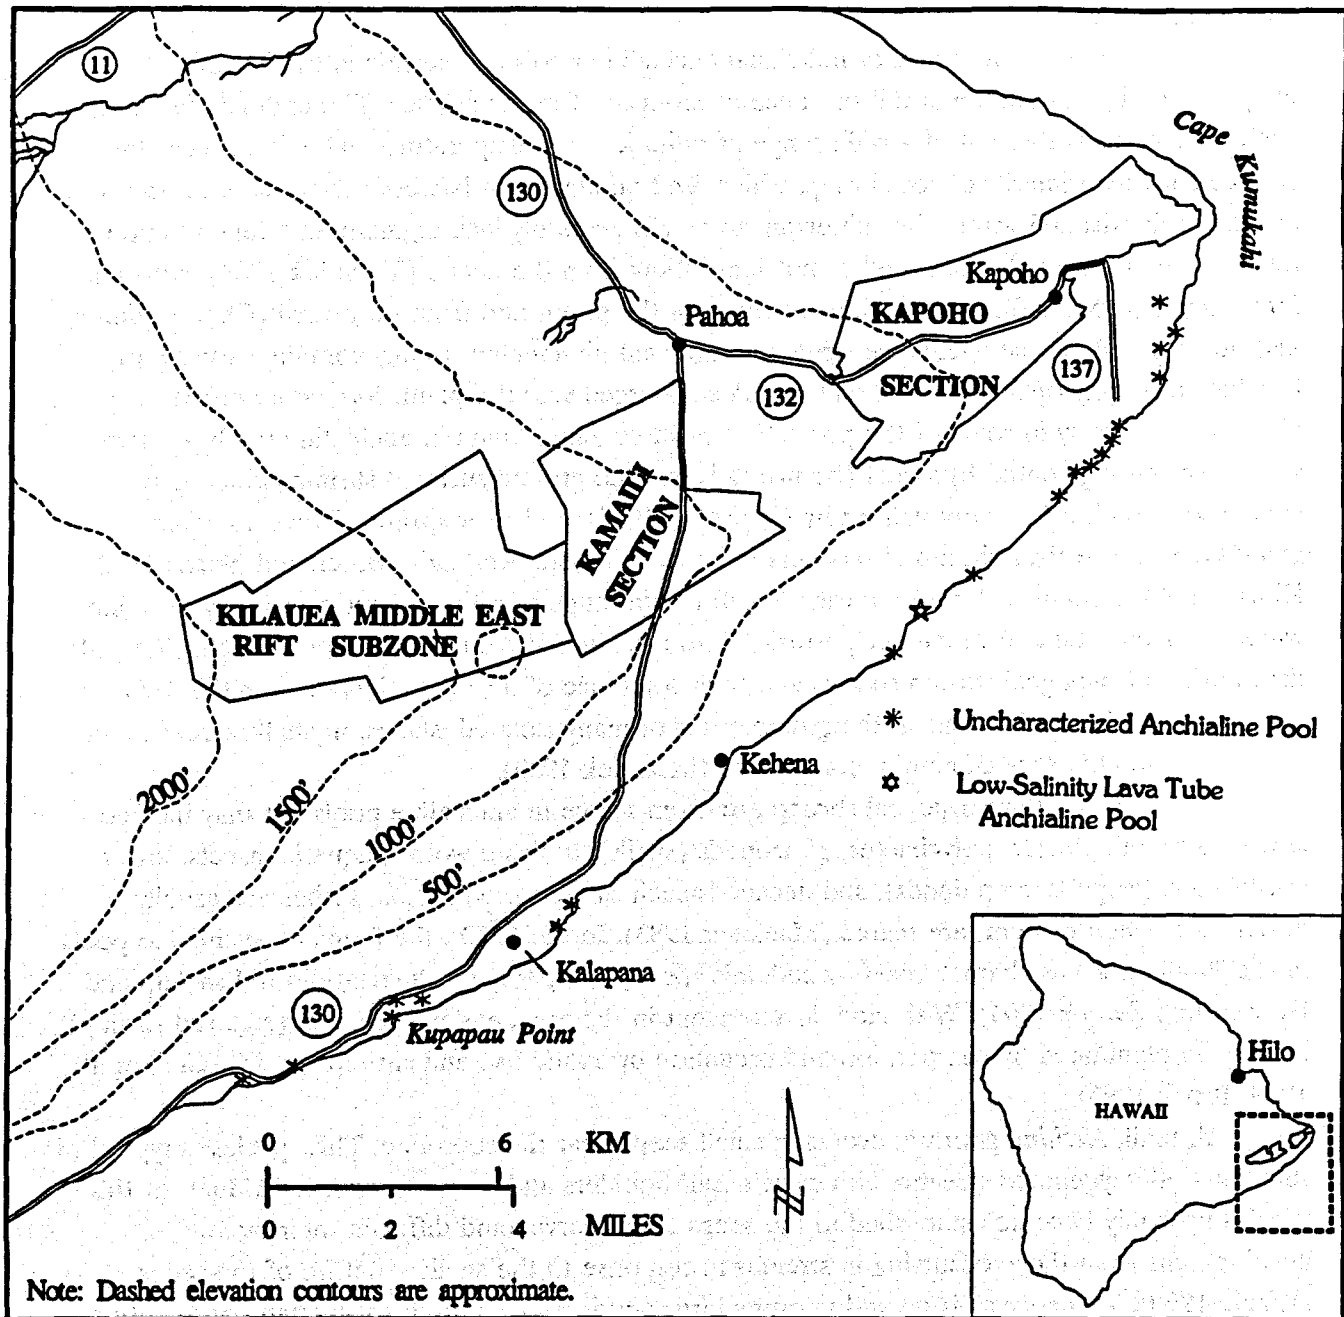 11
Cape
Kumukahi
130
Kapoho
Pahoa
KAPOHO
SECTION
132
137
KAMAILI
SECTION
KILAUEA MIDDLE EAST
RIFT SUBZONE
Uncharacterized Anchialine Pool
Kehena
Low-Salinity Lava Tube
Anchialine Pool
2000'
1500'
1000'
500'
Kalapana
130
Kupapau Point
Hilo
HAWAII
0 6 KM
0 2 4 MILES
Note: Dashed elevation contours are approximate.